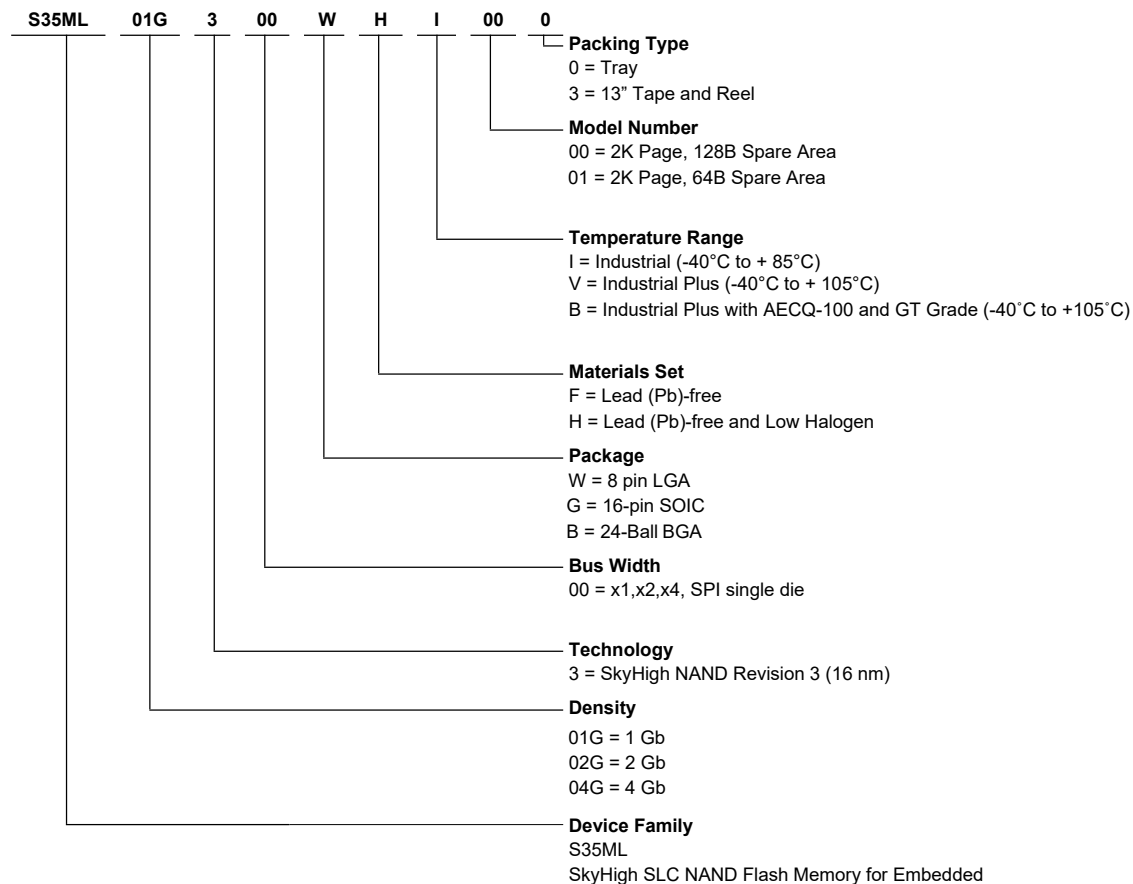 S35ML 01G 3 00 W H I 00 0
Packing Type
0 = Tray
3 = 13” Tape and Reel
Model Number
00 = 2K Page, 128B Spare Area
01 = 2K Page, 64B Spare Area
Temperature Range
I = Industrial (-40°C to + 85°C)
V = Industrial Plus (-40°C to + 105°C)
B = Industrial Plus with AECQ-100 and GT Grade (-40˚C to +105˚C)
Materials Set
F = Lead (Pb)-free
H = Lead (Pb)-free and Low Halogen
Package
W = 8 pin LGA
G = 16-pin SOIC
B = 24-Ball BGA
Bus Width
00 = x1,x2,x4, SPI single die
Technology
3 = SkyHigh NAND Revision 3 (16 nm)
Density
01G = 1 Gb
02G = 2 Gb
04G = 4 Gb
Device Family
S35ML
SkyHigh SLC NAND Flash Memory for Embedded